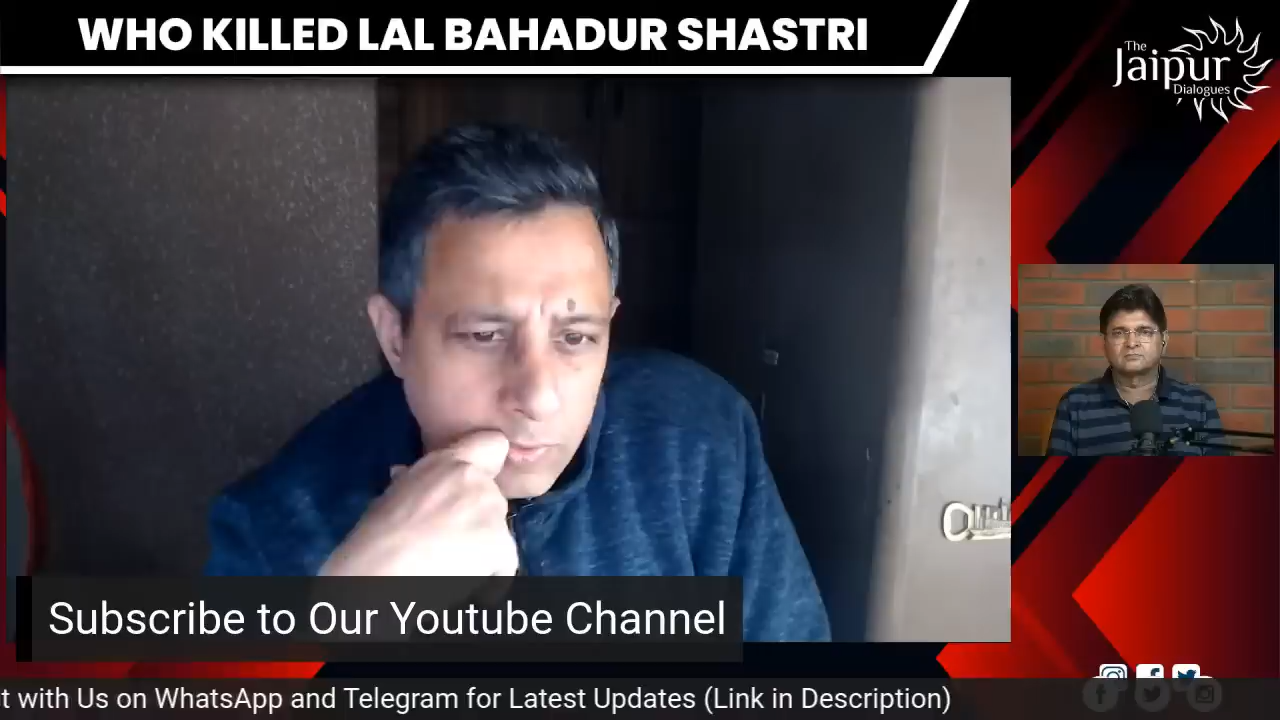 WHO KILLED LAL BAHADUR SHASTRI
The
Jaipur
Dialogues
Subscribe to Our Youtube Channel
t with Us on WhatsApp and Telegram for Latest Updates (Link in Description)